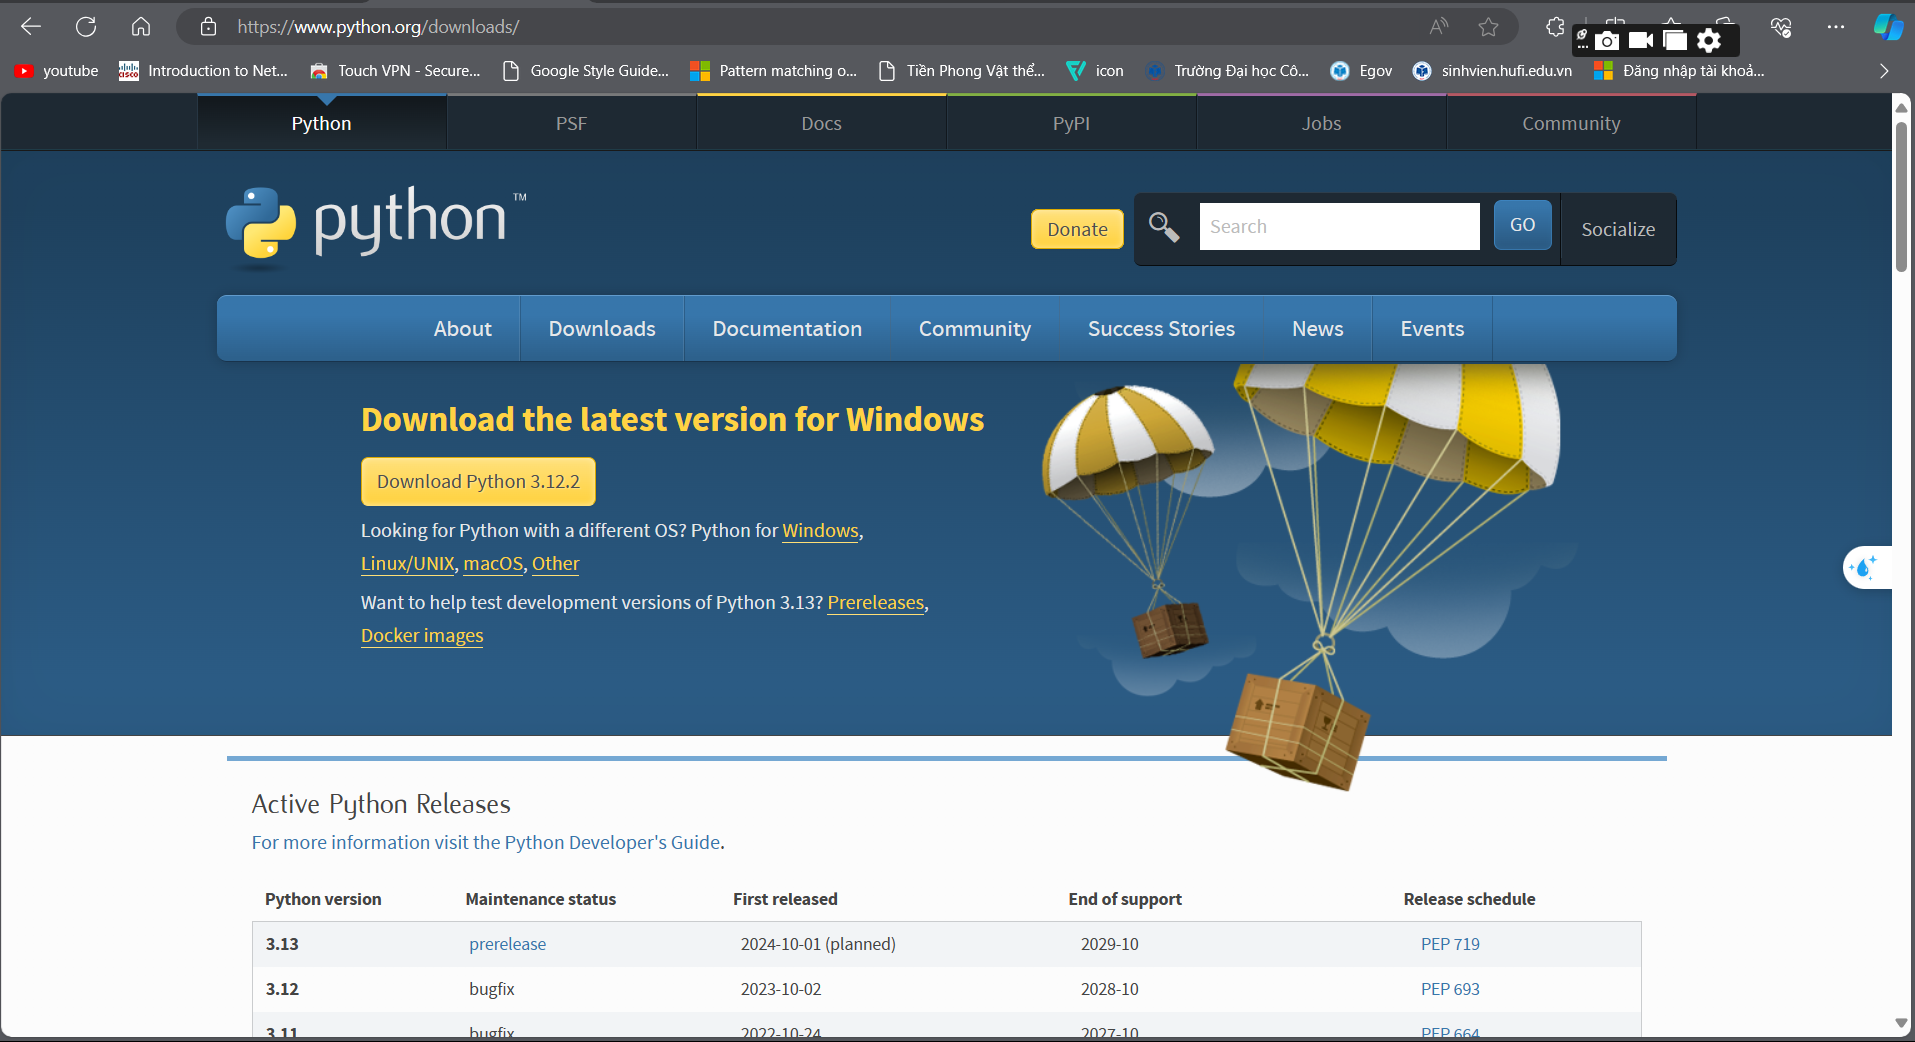 https://www.python.org/downloads/
youtube Introduction to Net... Touch VPN - Secure... Google Style Guide... Pattern matching o... Tiền Phong Vật thể... icon Trường Đại học Cô... Egov sinhvien.hufi.edu.vn Đăng nhập tài khoả...
Python PSF Docs PyPI Jobs Community
python™
Donate Search GO Socialize
About Downloads Documentation Community Success Stories News Events
Download the latest version for Windows
Download Python 3.12.2
Looking for Python with a different OS? Python for Windows,
Linux/UNIX, macOS, Other
Want to help test development versions of Python 3.13? Prereleases,
Docker images
Active Python Releases
For more information visit the Python Developer's Guide.
Python version Maintenance status First released End of support Release schedule
3.13 prerelease 2024-10-01 (planned) 2029-10 PEP 719
3.12 bugfix 2023-10-02 2028-10 PEP 693
3.11 bugfix 2022-10-24 2027-10 PEP 664